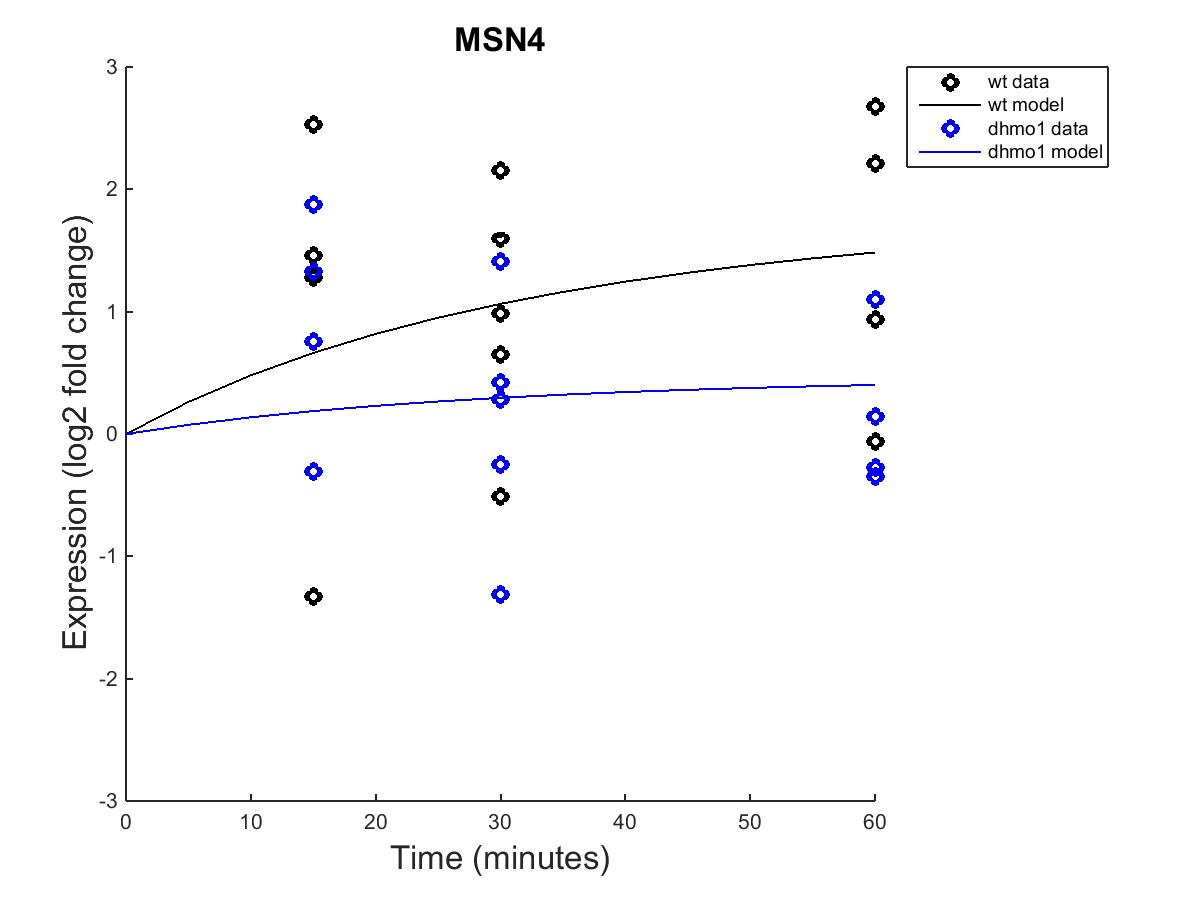 MSN4
3
2
1
0
-1
-2
-3
Expression (log2 fold change)
0 10 20 30 40 50 60
Time (minutes)
wt data
wt model
dhmo1 data
dhmo1 model